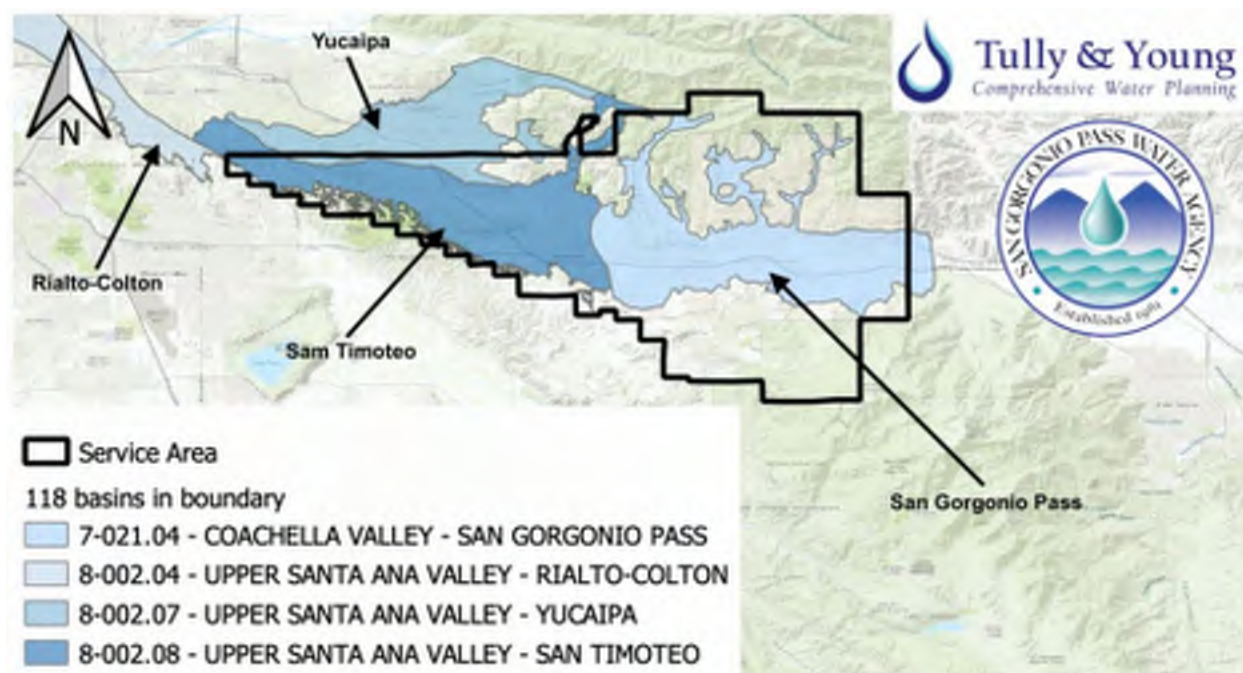 Yucaipa
Tully & Young
Comprehensive Water Planning
N
SAN GORGONIO PASS WATER AGENCY
Established 1961
Rialto-Colton
Sam Timoteo
San Gorgonio Pass
Service Area
118 basins in boundary
7-021.04 - COACHELLA VALLEY - SAN GORGONIO PASS
8-002.04 - UPPER SANTA ANA VALLEY - RIALTO-COLTON
8-002.07 - UPPER SANTA ANA VALLEY - YUCAIPA
8-002.08 - UPPER SANTA ANA VALLEY - SAN TIMOTEO